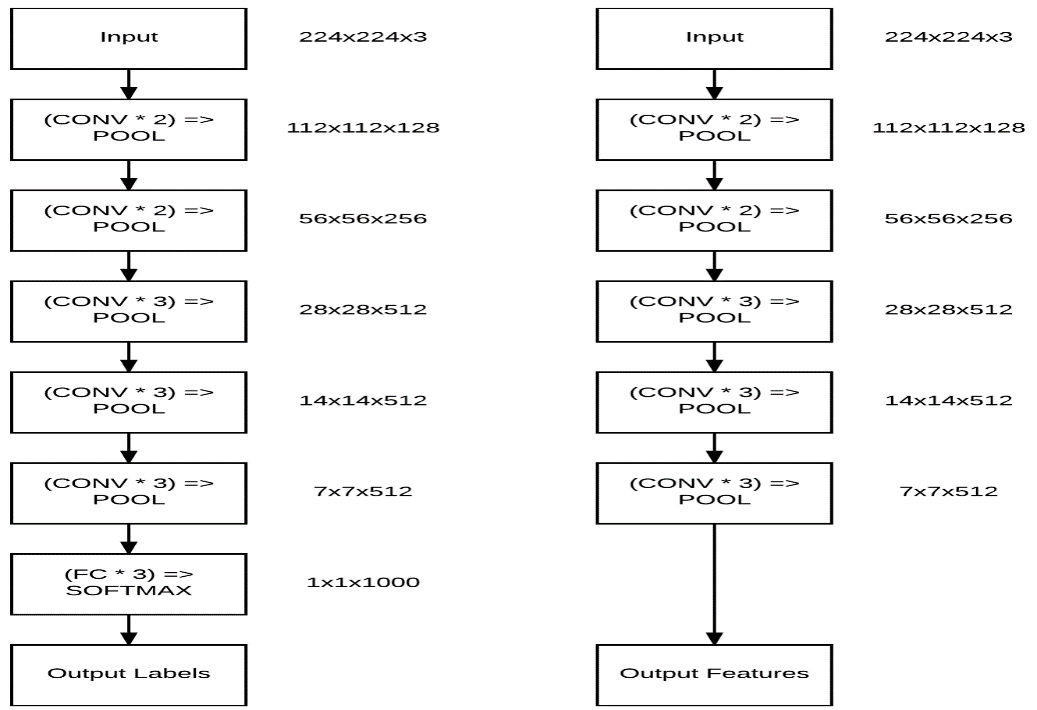 Input
224x224x3
(CONV * 2) =>
POOL
112x112x128
(CONV * 2) =>
POOL
56x56x256
(CONV * 3) =>
POOL
28x28x512
(CONV * 3) =>
POOL
14x14x512
(CONV * 3) =>
POOL
7x7x512
(FC * 3) =>
SOFTMAX
1x1x1000
Output Labels
Input
224x224x3
(CONV * 2) =>
POOL
112x112x128
(CONV * 2) =>
POOL
56x56x256
(CONV * 3) =>
POOL
28x28x512
(CONV * 3) =>
POOL
14x14x512
(CONV * 3) =>
POOL
7x7x512
Output Features